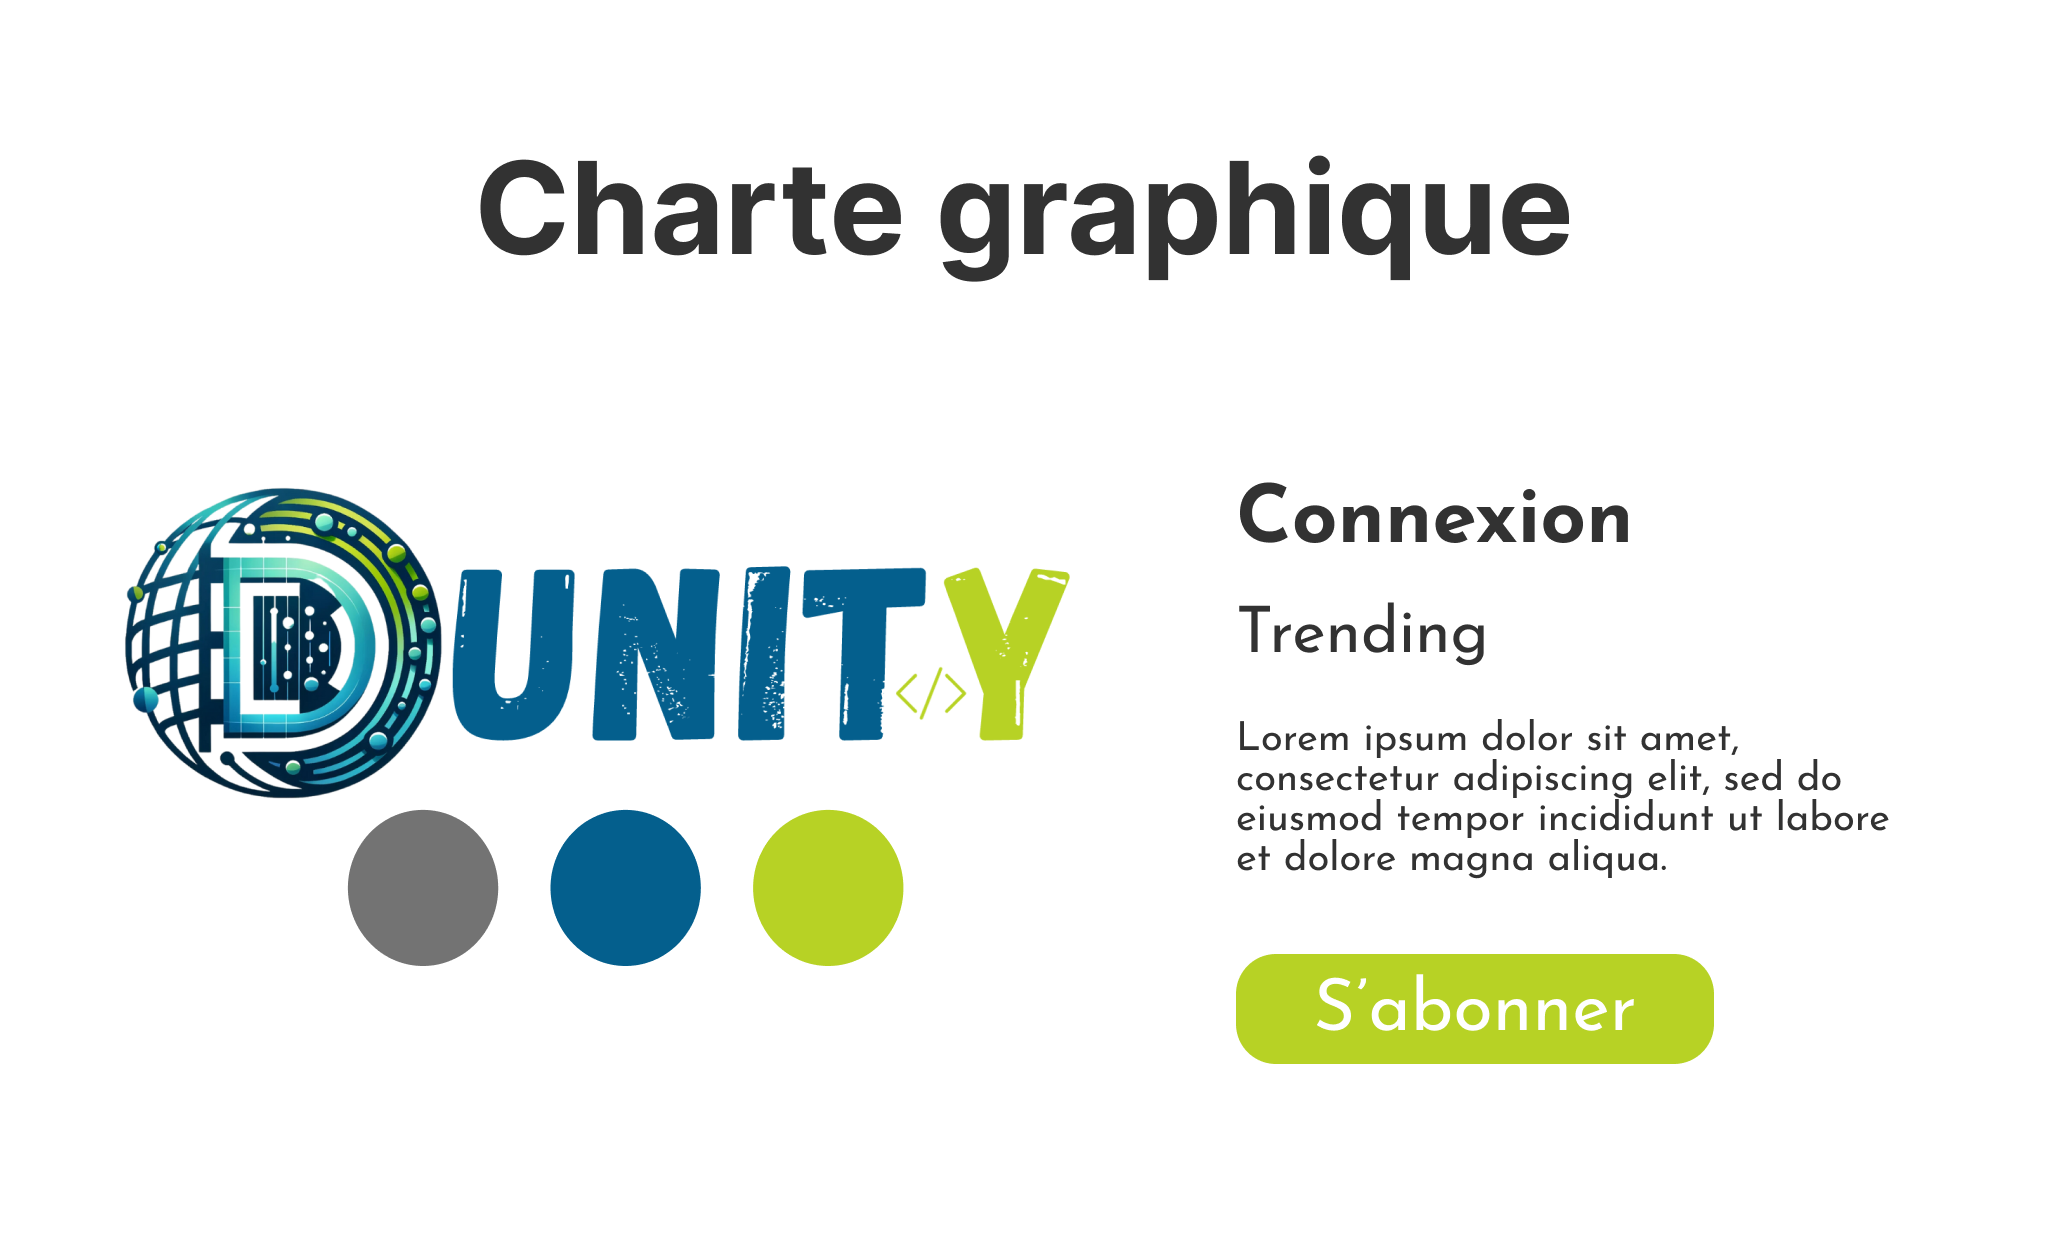 Charte graphique
DUNITY
</>
Connexion
Trending
Lorem ipsum dolor sit amet,
consectetur adipiscing elit, sed do
eiusmod tempor incididunt ut labore
et dolore magna aliqua.
S’abonner